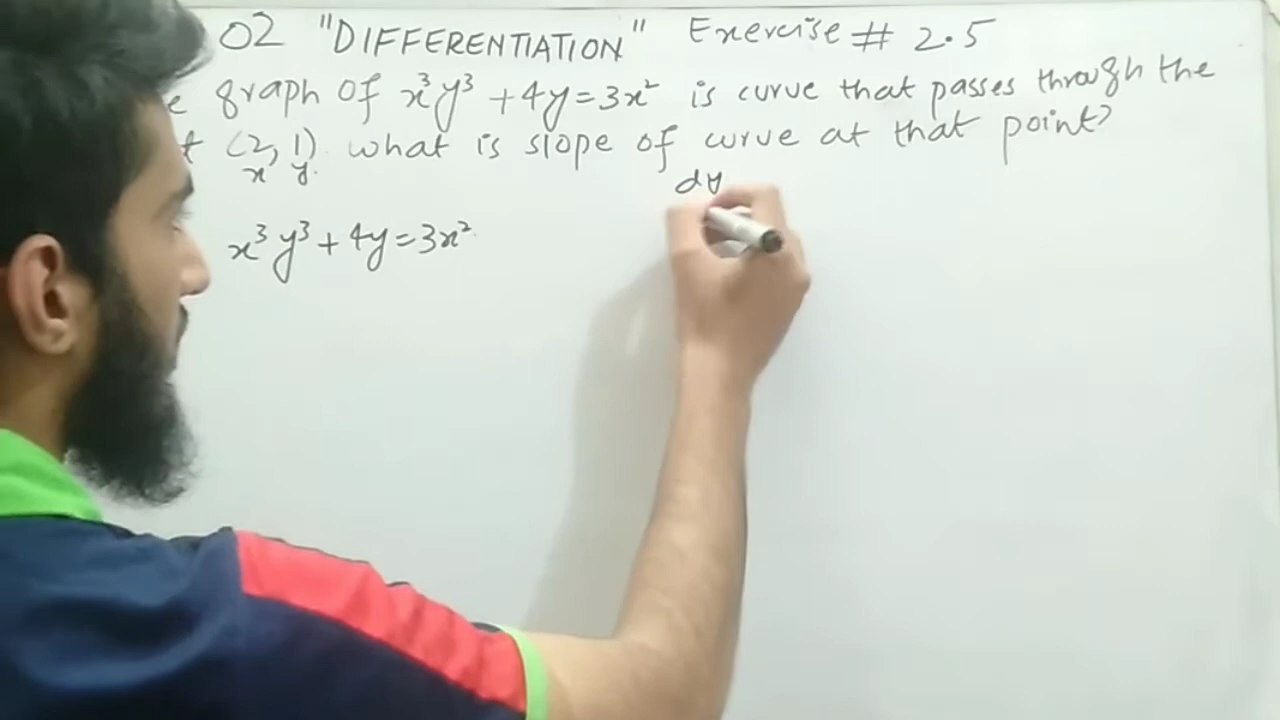 02 "DIFFERENTIATION" Exercise # 2.5
graph of x³y³ + 4y = 3x² is curve that passes through the
(2, 1) what is slope of curve at that point?
x y.
dy
x³y³ + 4y = 3x²